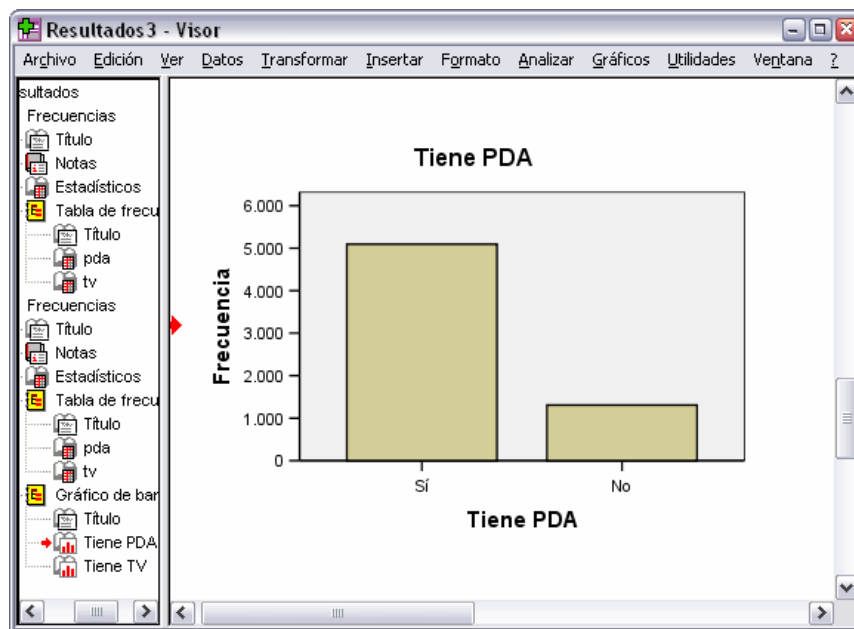 Resultados3 - Visor
Archivo Edición Ver Datos Transformar Insertar Formato Analizar Gráficos Utilidades Ventana ?
sultados
Frecuencias
Título
Notas
Estadísticos
Tabla de frecu
Título
pda
tv
Frecuencias
Título
Notas
Estadísticos
Tabla de frecu
Título
pda
tv
Gráfico de bar
Título
Tiene PDA
Tiene TV
Tiene PDA
Frecuencia
6.000
5.000
4.000
3.000
2.000
1.000
0
Sí No
Tiene PDA